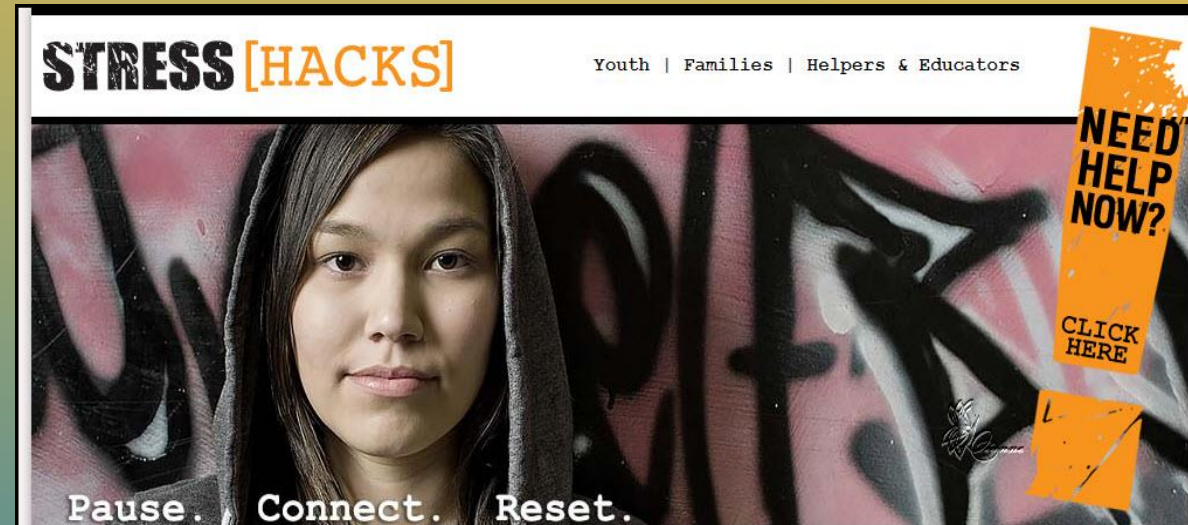 STRESS [HACKS]
Youth | Families | Helpers & Educators
NEED
HELP
NOW?
CLICK
HERE
Pause. Connect. Reset.